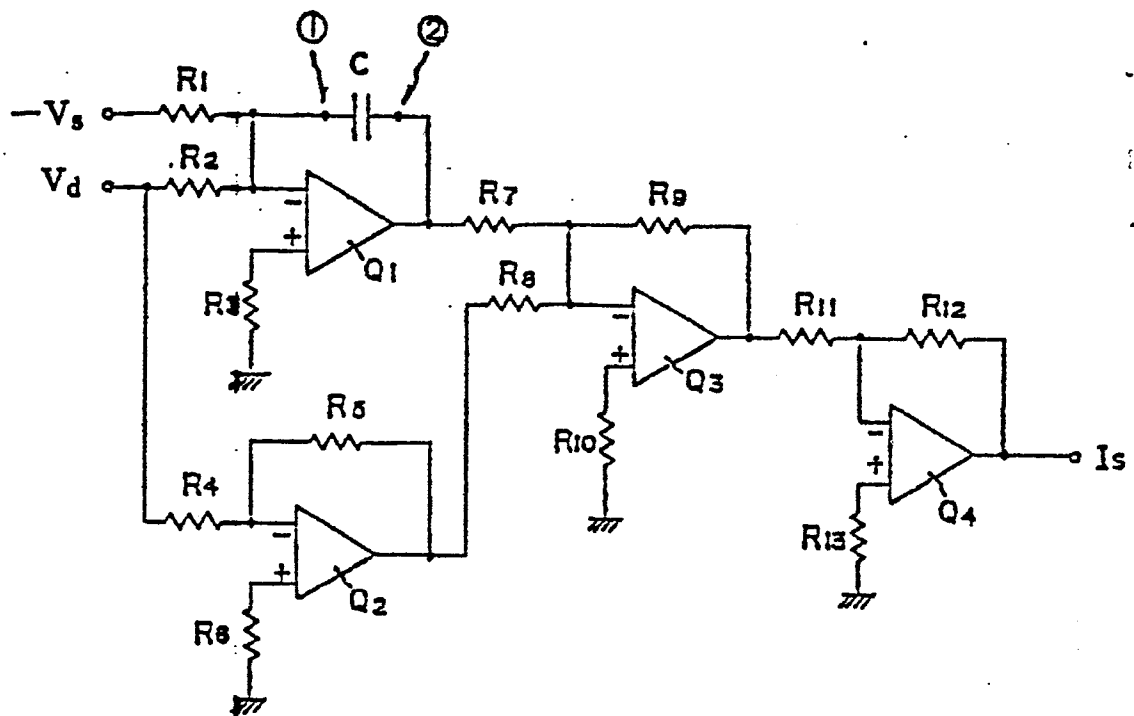 ① ②
R1 C
−Vs
R2
Vd
− R7 R9
+
Q1 R8
R3 R11 R12
−
+ Q3
R5
R10
− Is
R4 +
Q4
−
+ R13
Q2
R6